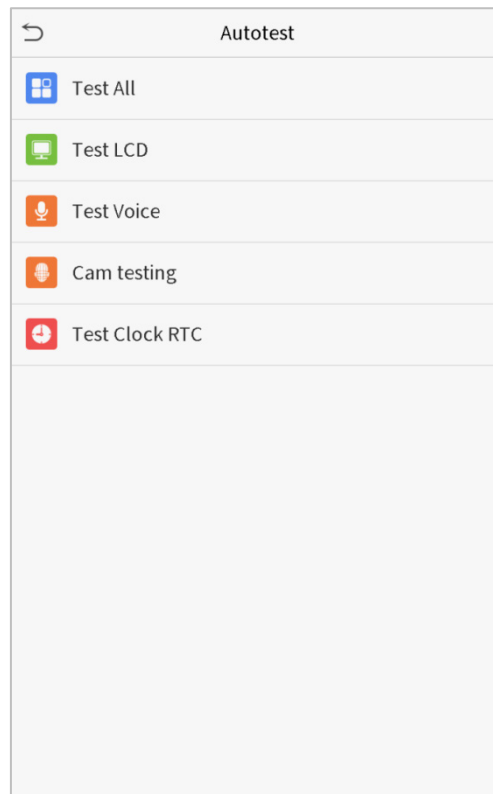 Autotest
Test All
Test LCD
Test Voice
Cam testing
Test Clock RTC